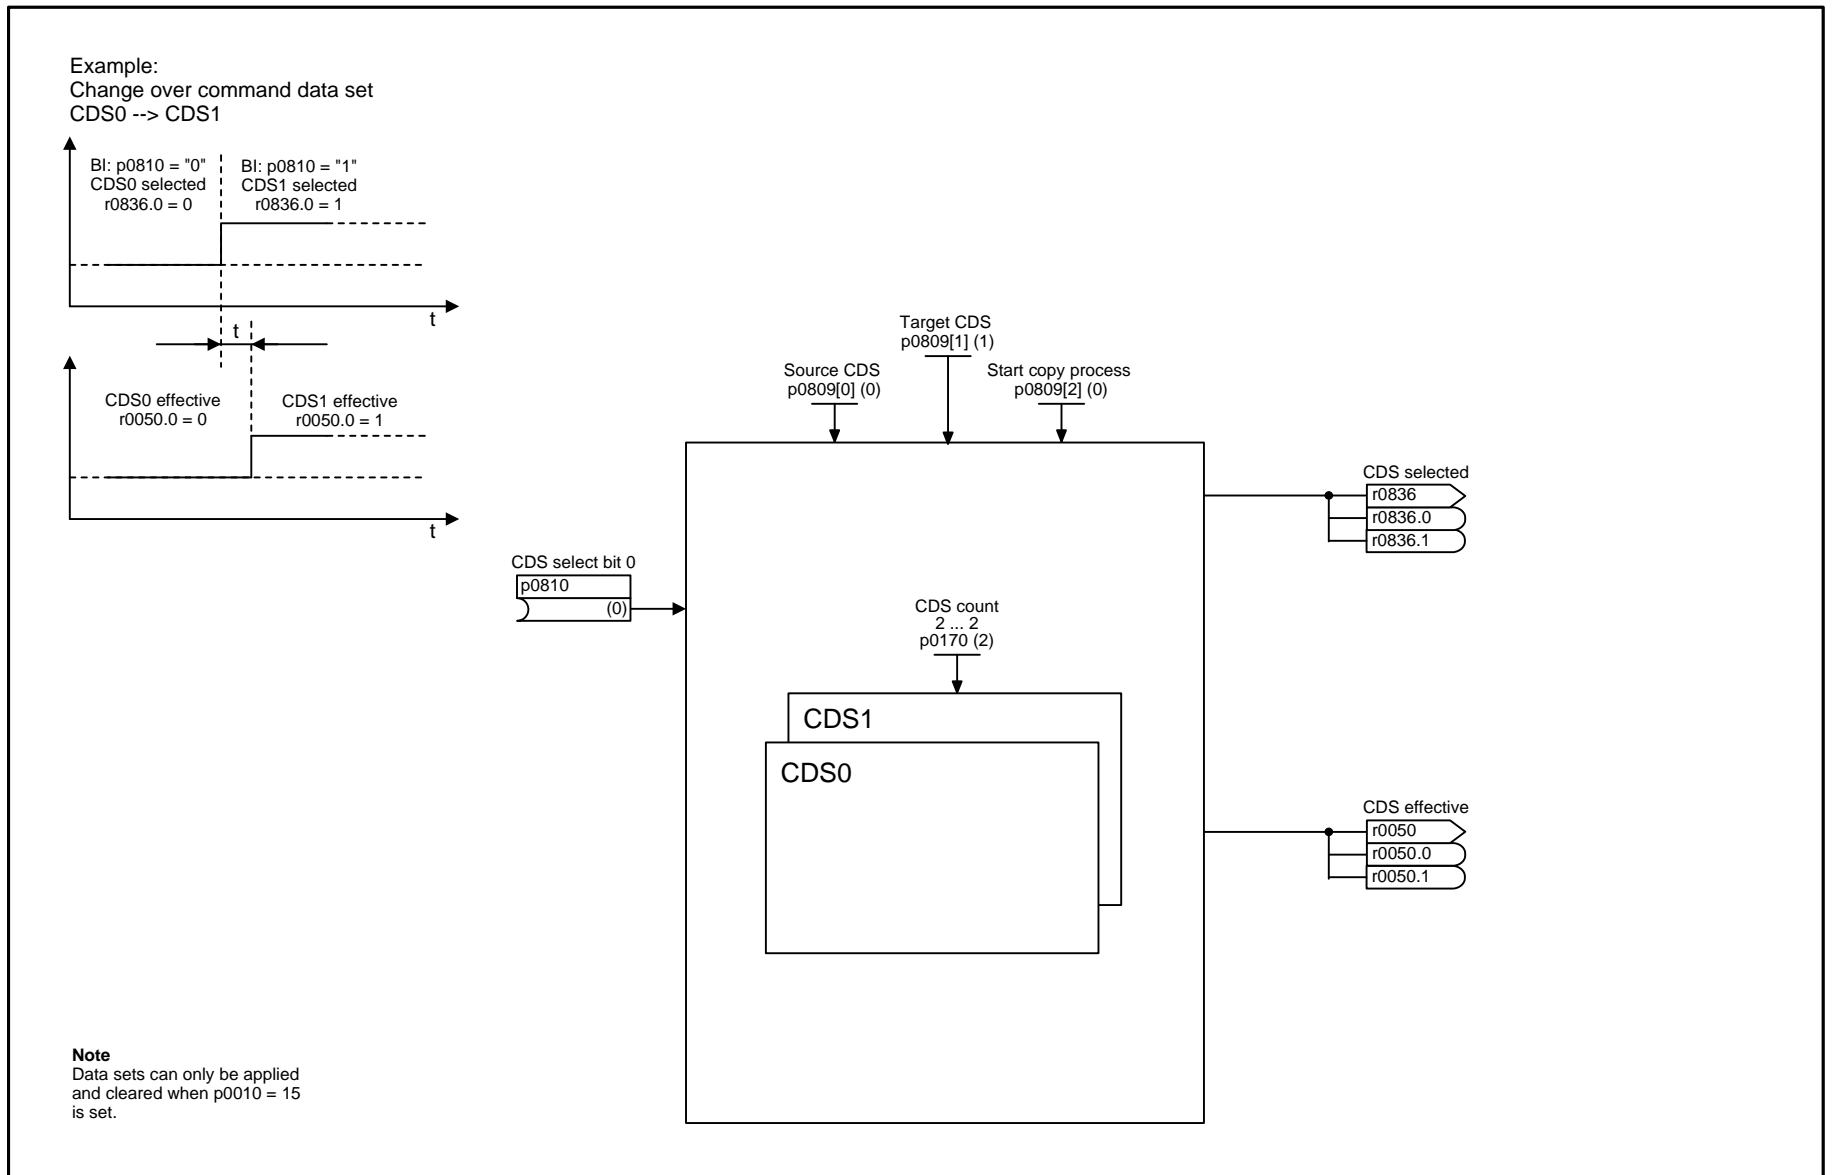 Example:
Change over command data set
CDS0 --> CDS1
BI: p0810 = "0"
CDS0 selected
r0836.0 = 0
BI: p0810 = "1"
CDS1 selected
r0836.0 = 1
t
t
CDS0 effective
r0050.0 = 0
CDS1 effective
r0050.0 = 1
t
Target CDS
p0809[1] (1)
Source CDS
p0809[0] (0)
Start copy process
p0809[2] (0)
CDS select bit 0
p0810
(0)
CDS count
2 ... 2
p0170 (2)
CDS1
CDS0
CDS selected
r0836
r0836.0
r0836.1
CDS effective
r0050
r0050.0
r0050.1
Note
Data sets can only be applied
and cleared when p0010 = 15
is set.